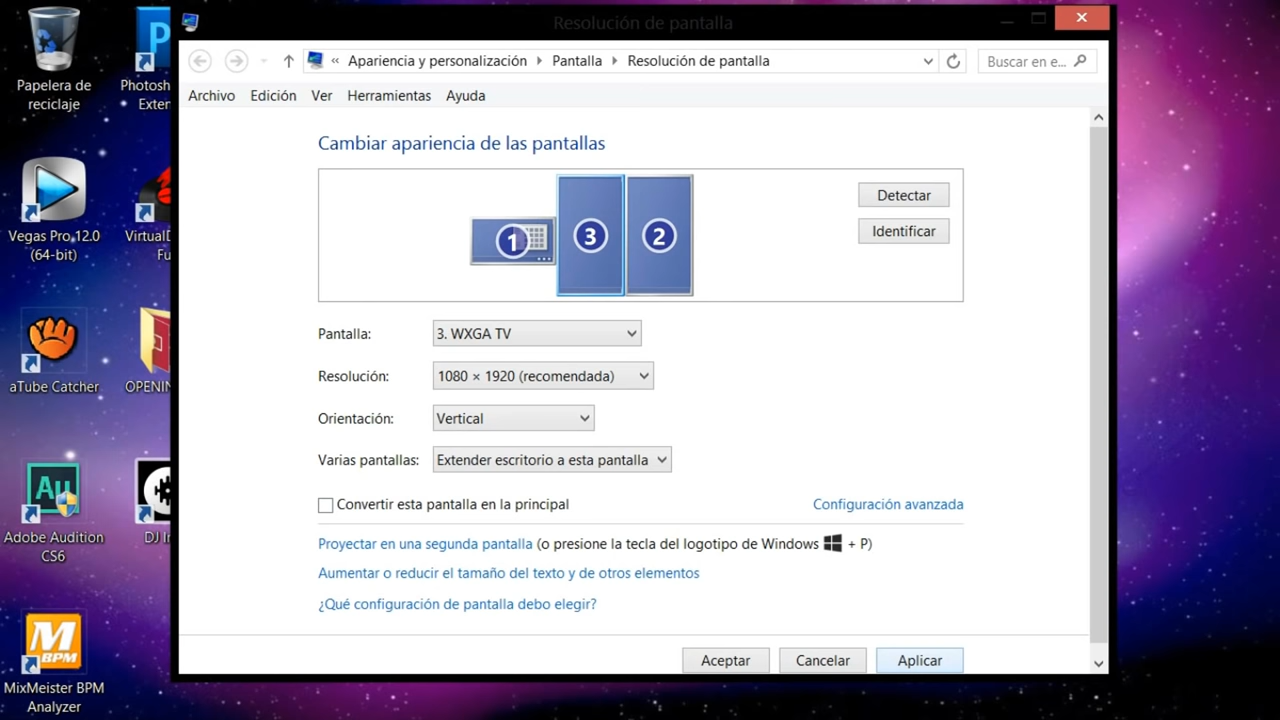 Resolución de pantalla
« Apariencia y personalización Pantalla Resolución de pantalla
Buscar en e...
Archivo Edición Ver Herramientas Ayuda
Cambiar apariencia de las pantallas
1 3 2
Detectar
Identificar
Pantalla: 3. WXGA TV
Resolución: 1080 × 1920 (recomendada)
Orientación: Vertical
Varias pantallas: Extender escritorio a esta pantalla
Convertir esta pantalla en la principal
Configuración avanzada
Proyectar en una segunda pantalla (o presione la tecla del logotipo de Windows + P)
Aumentar o reducir el tamaño del texto y de otros elementos
¿Qué configuración de pantalla debo elegir?
Aceptar Cancelar Aplicar
Papelera de
reciclaje
Photosh
Exten
Vegas Pro 12.0
(64-bit)
VirtualD
Fu
aTube Catcher
OPENIN
Au
Adobe Audition
CS6
DJ I
M
BPM
MixMeister BPM
Analyzer